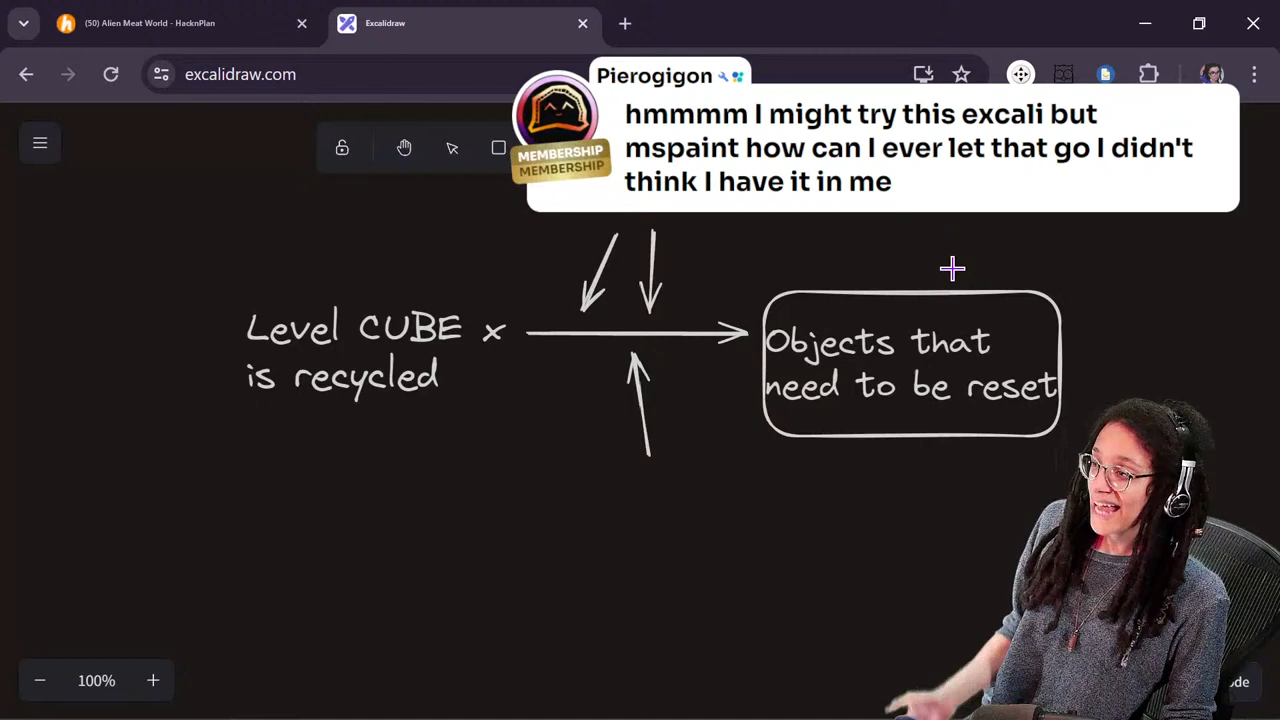 (50) Alien Meat World - HacknPlan
Excalidraw
excalidraw.com
Pierogigon
MEMBERSHIP
MEMBERSHIP
hmmmm I might try this excali but
mspaint how can I ever let that go I didn't
think I have it in me
Level CUBE x
is recycled
Objects that
need to be reset
100%
de